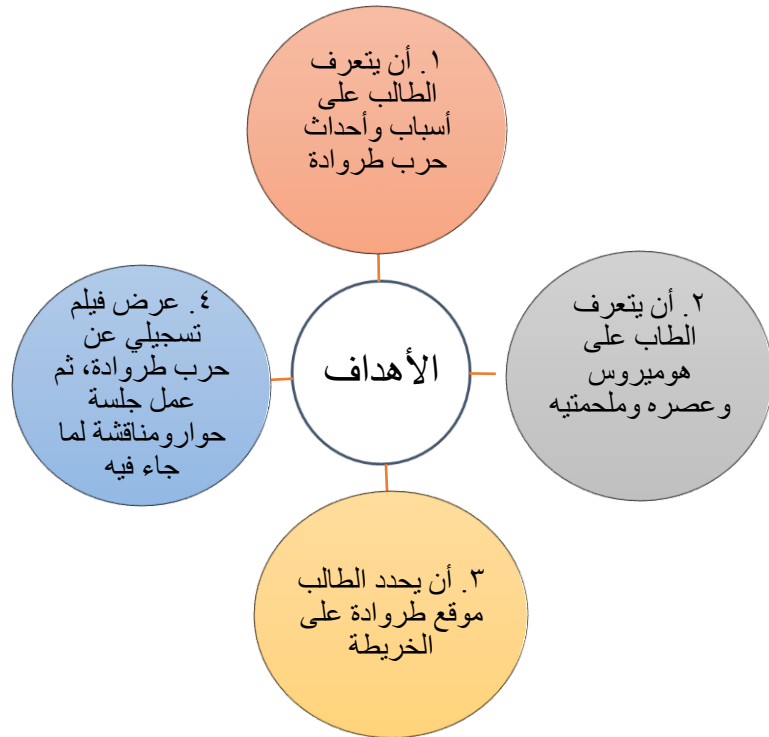 ١. أن يتعرف
الطالب على
أسباب وأحداث
حرب طروادة
٢. أن يتعرف
الطاب على
هوميروس
وعصره وملحمتيه
٣. أن يحدد الطالب
موقع طروادة على
الخريطة
٤. عرض فيلم
تسجيلي عن
حرب طروادة، ثم
عمل جلسة
حوارومناقشة لما
جاء فيه
الأهداف